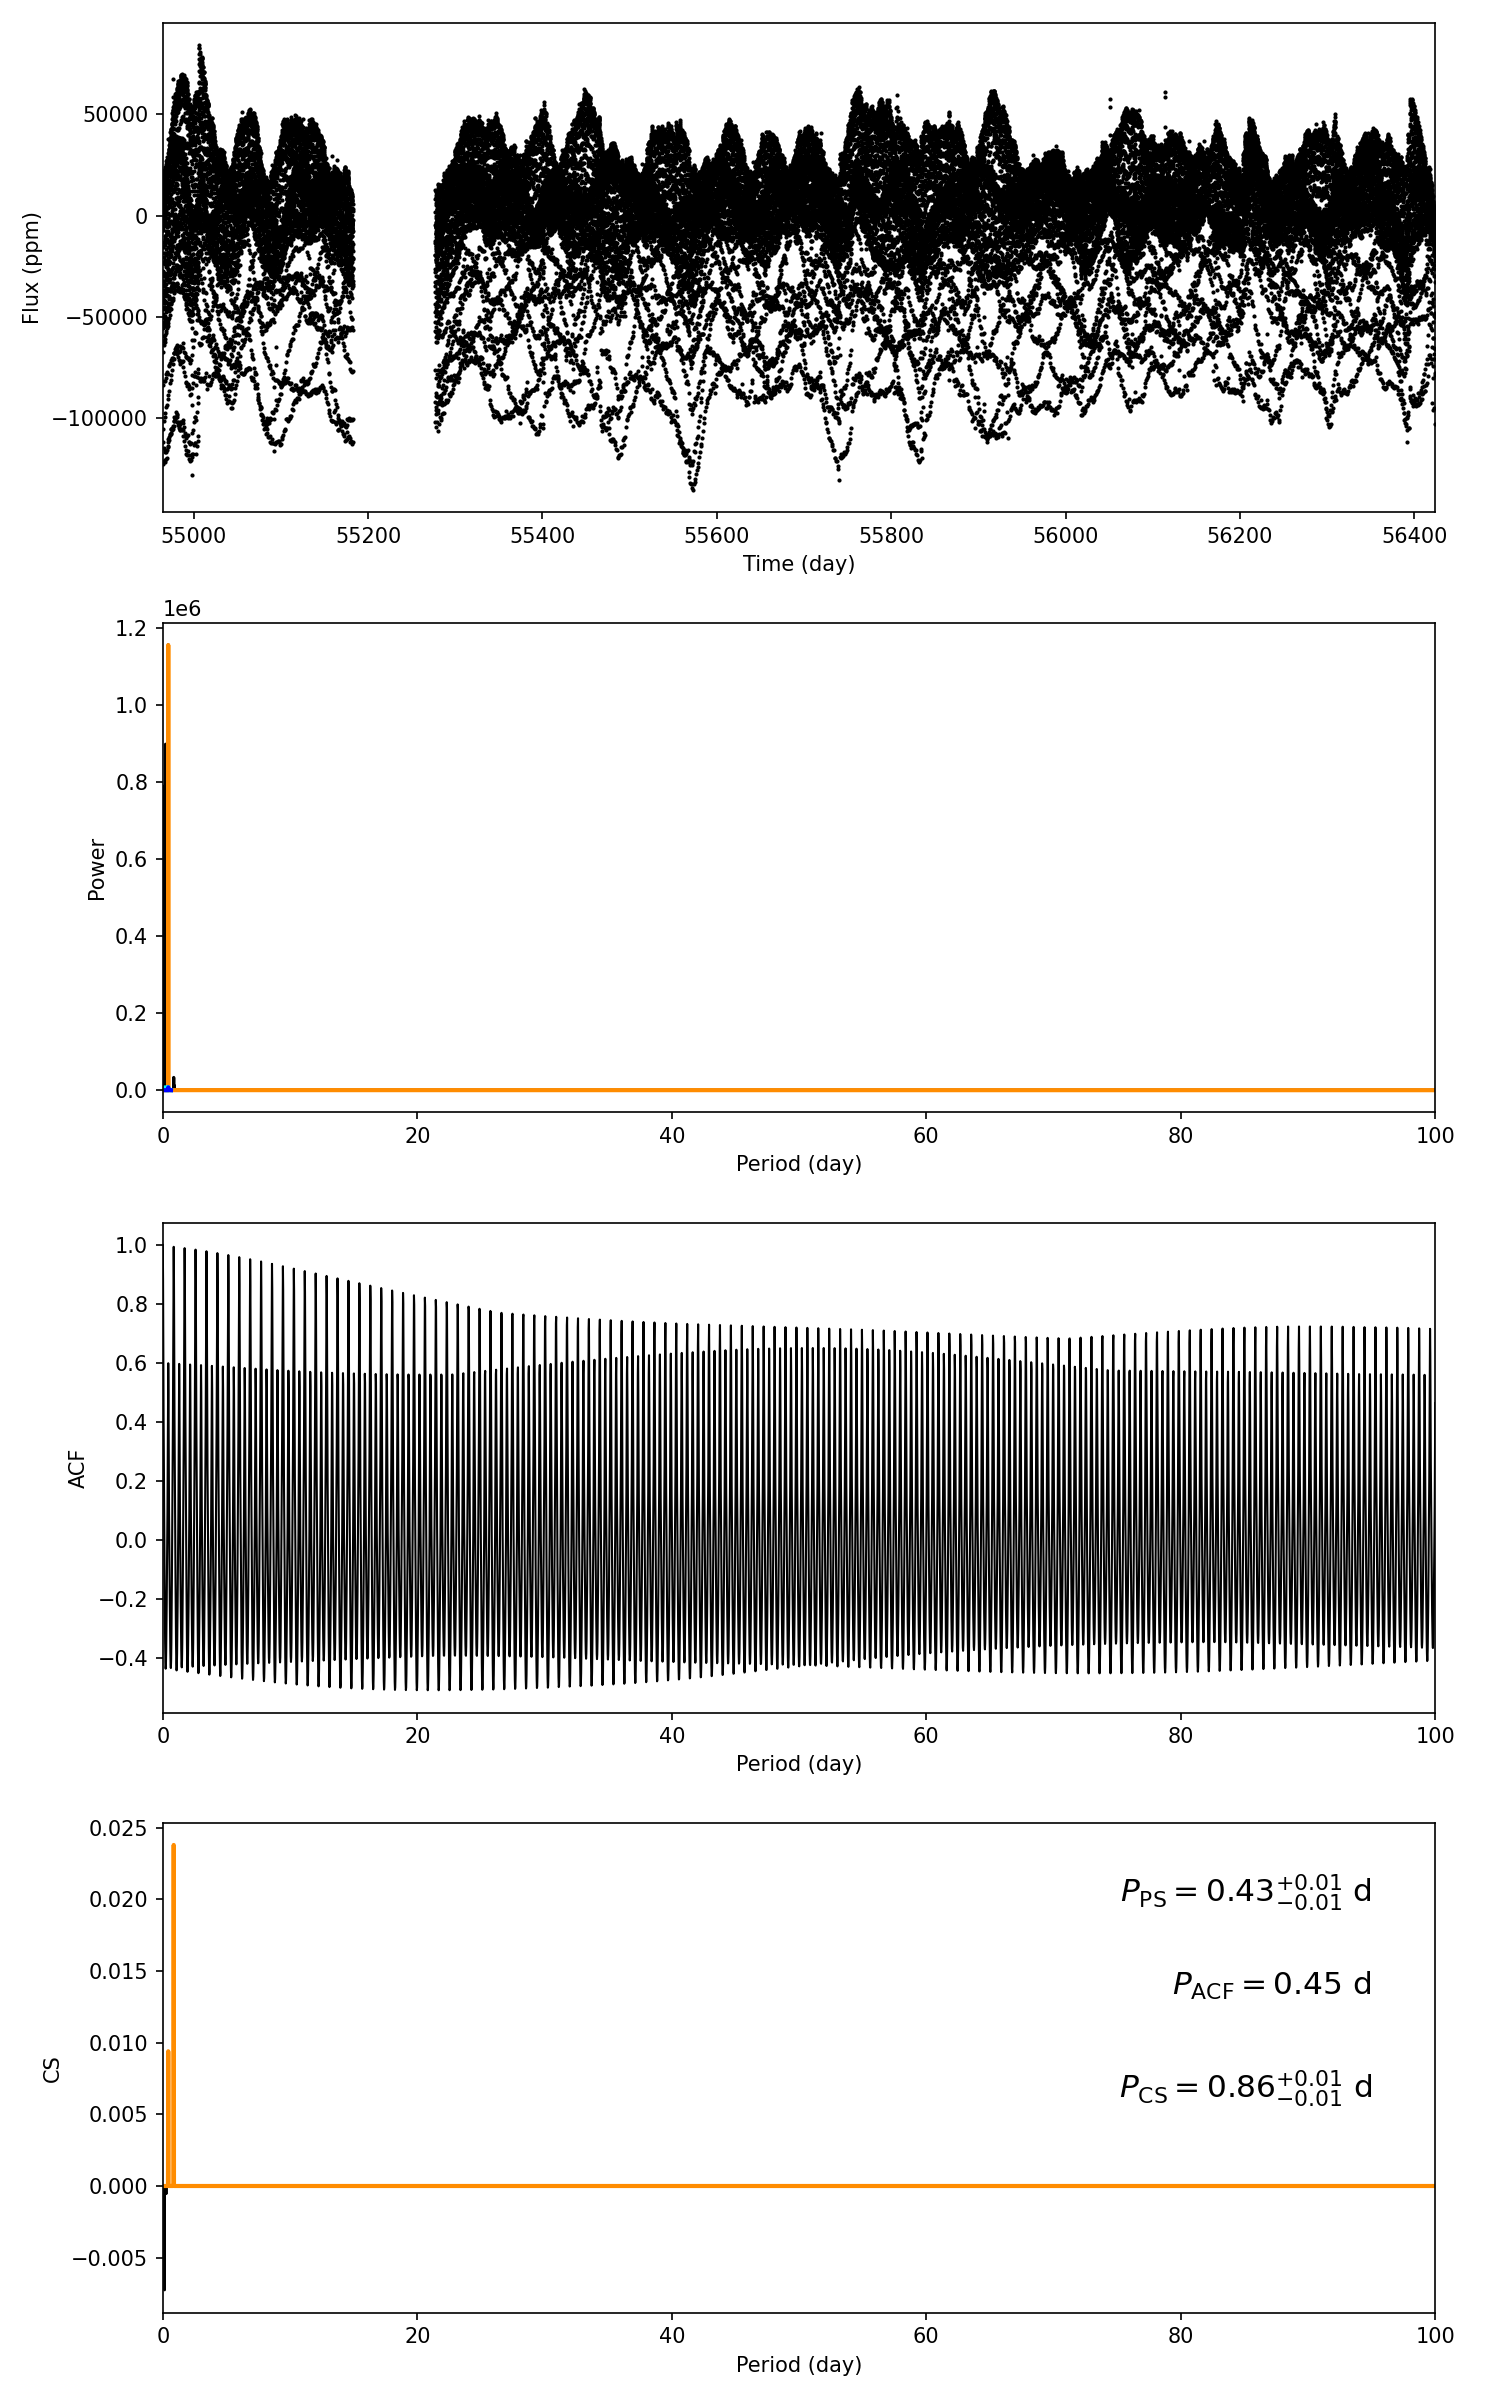 50000
0
−50000
−100000
Flux (ppm)
55000 55200 55400 55600 55800 56000 56200 56400
Time (day)
1e6
1.2
1.0
0.8
0.6
0.4
0.2
0.0
Power
0 20 40 60 80 100
Period (day)
1.0
0.8
0.6
0.4
0.2
0.0
−0.2
−0.4
ACF
0 20 40 60 80 100
Period (day)
0.025
0.020
0.015
0.010
0.005
0.000
−0.005
CS
P_PS = 0.43^{+0.01}_{−0.01} d
P_ACF = 0.45 d
P_CS = 0.86^{+0.01}_{−0.01} d
0 20 40 60 80 100
Period (day)